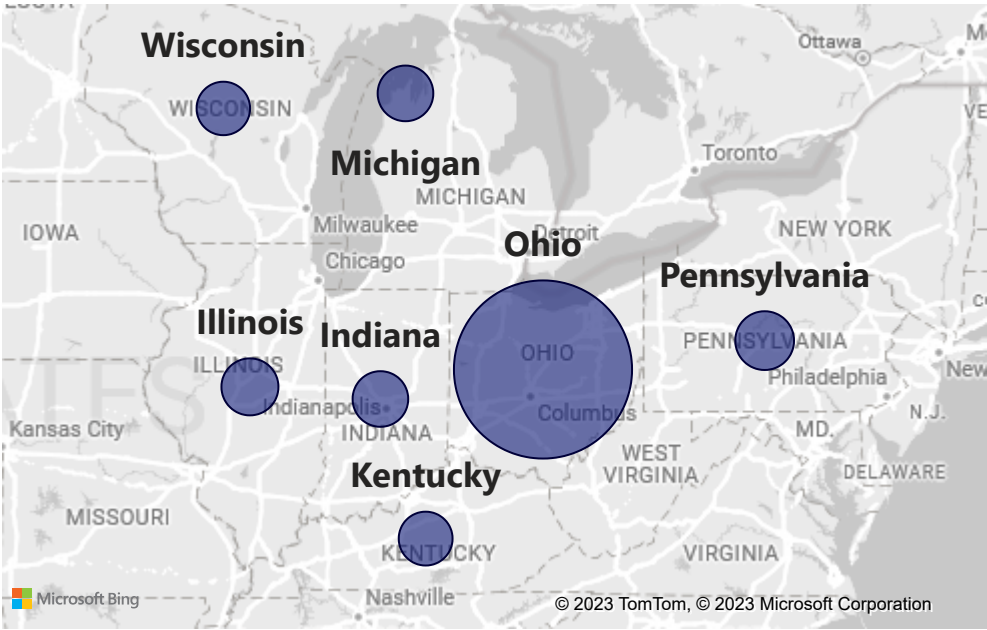 Wisconsin
Ottawa
WISCONSIN
Toronto
Michigan
MICHIGAN
IOWA
Milwaukee
NEW YORK
Detroit
Ohio
Chicago
Pennsylvania
Illinois
Indiana
OHIO
PENNSYLVANIA
ILLINOIS
Philadelphia
New
Indianapolis
Columbus
N.J.
Kansas City
INDIANA
MD.
WEST
VIRGINIA
DELAWARE
Kentucky
MISSOURI
KENTUCKY
VIRGINIA
Microsoft Bing
Nashville
© 2023 TomTom, © 2023 Microsoft Corporation